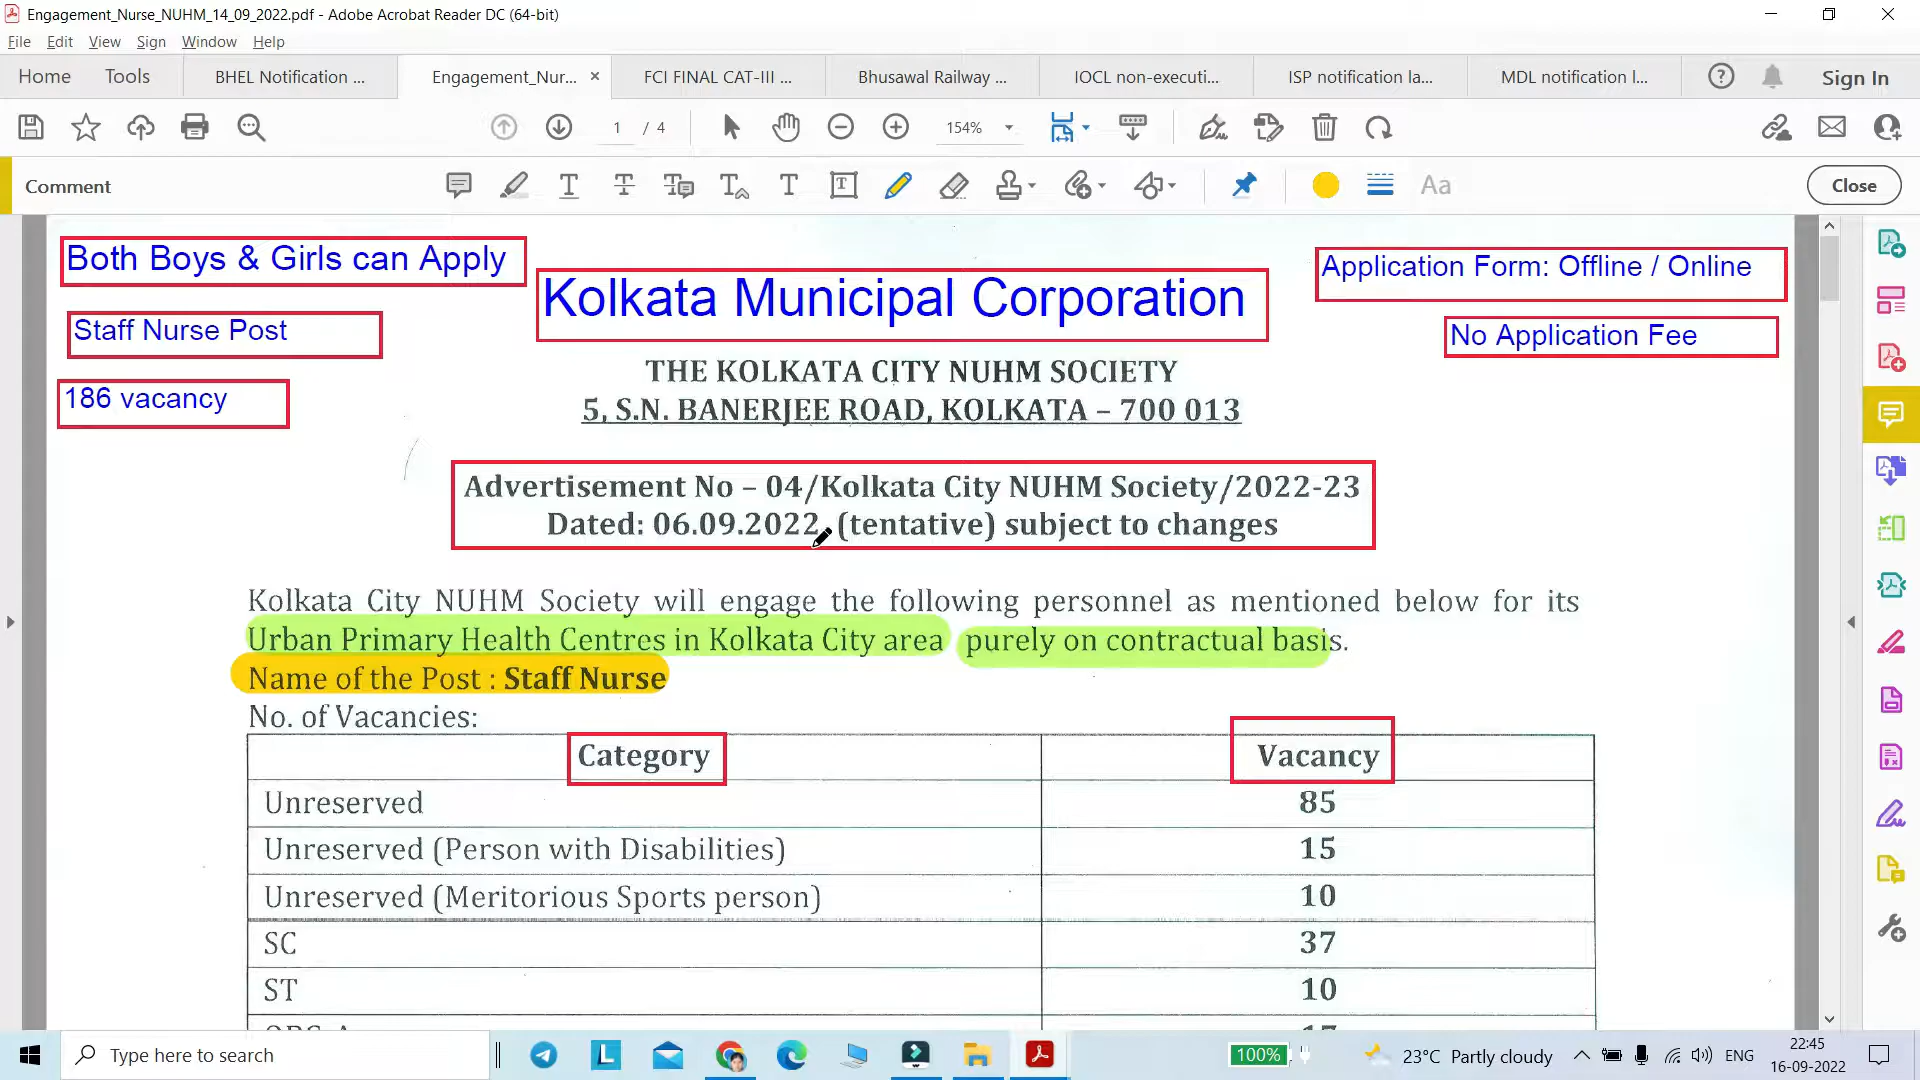 Engagement_Nurse_NUHM_14_09_2022.pdf - Adobe Acrobat Reader DC (64-bit)
File Edit View Sign Window Help
Home Tools BHEL Notification ... Engagement_Nur... × FCI FINAL CAT-III ... Bhusawal Railway ... IOCL non-executi... ISP notification la... MDL notification l... Sign In
1 / 4 154%
Comment Aa Close
Both Boys & Girls can Apply
Kolkata Municipal Corporation
Application Form: Offline / Online
Staff Nurse Post
No Application Fee
186 vacancy
THE KOLKATA CITY NUHM SOCIETY
5, S.N. BANERJEE ROAD, KOLKATA – 700 013
Advertisement No – 04/Kolkata City NUHM Society/2022-23
Dated: 06.09.2022 (tentative) subject to changes
Kolkata City NUHM Society will engage the following personnel as mentioned below for its
Urban Primary Health Centres in Kolkata City area purely on contractual basis.
Name of the Post : Staff Nurse
No. of Vacancies:
Category Vacancy
Unreserved 85
Unreserved (Person with Disabilities) 15
Unreserved (Meritorious Sports person) 10
SC 37
ST 10
Type here to search
100% 23°C Partly cloudy ENG 22:45
16-09-2022